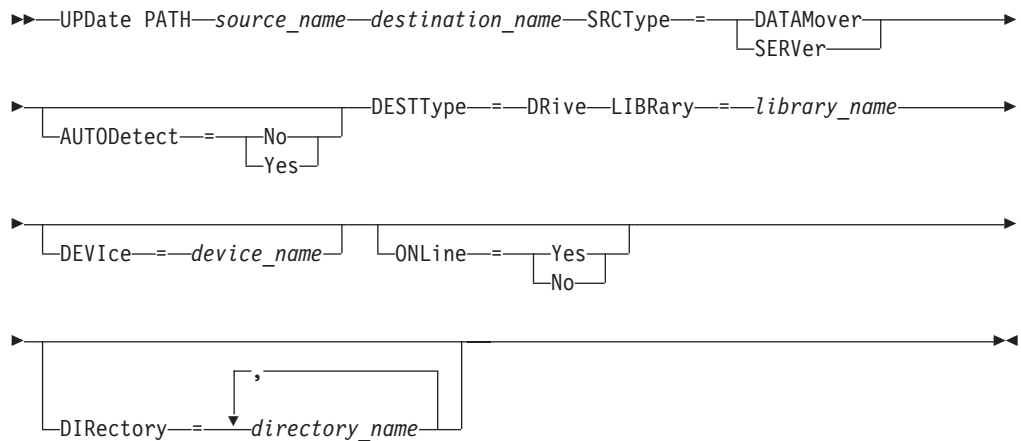 UPDate PATH source_name destination_name SRCType = DATAMover
SERVer
AUTODetect = No
Yes
DESTType = DRive LIBRary = library_name
DEVIce = device_name
ONLine = Yes
No
DIRectory = directory_name
,